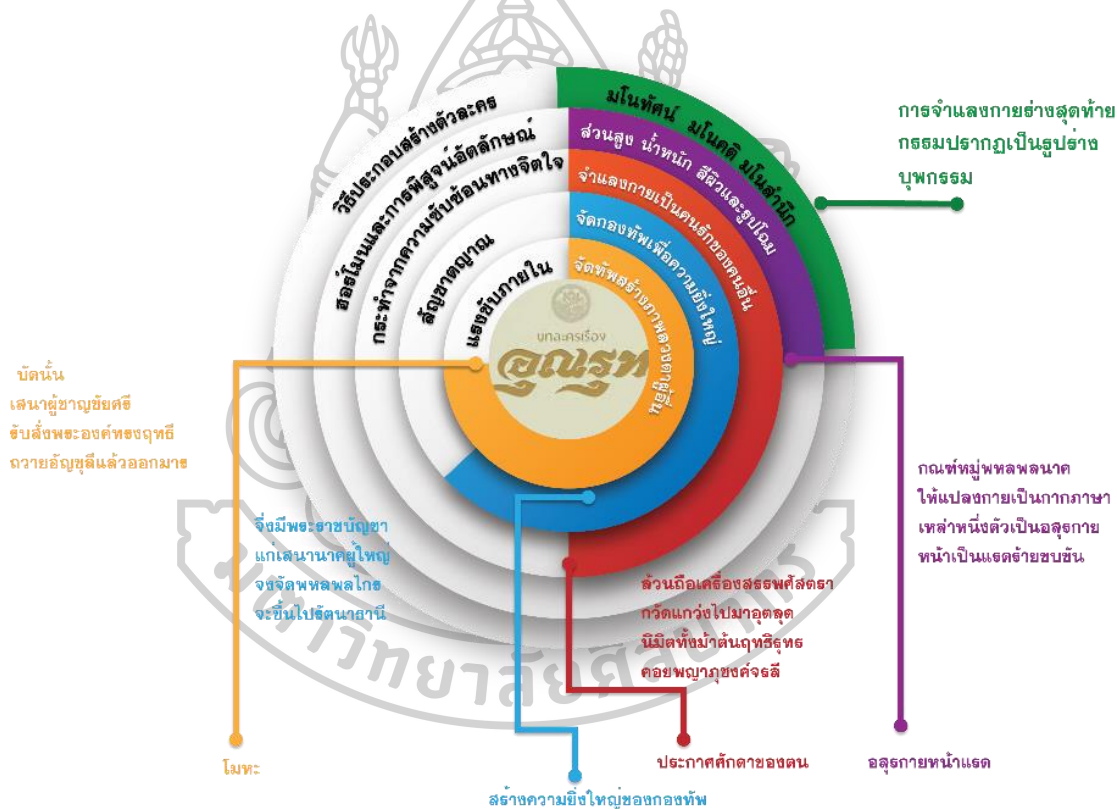 วิธีประกอบสร้างตัวละคร
ฮอร์โมนและการพิสูจน์อัตลักษณ์
กระทำจากความซับซ้อนทางจิตใจ
สัญชาตญาณ
แรงขับภายใน
มโนทัศน์ มโนคติ มโนสำนึก
ส่วนสูง น้ำหนัก สีผิวและรูปโฉม
จำแลงกายเป็นคนรักของคนอื่น
จัดกองทัพเพื่อความยิ่งใหญ่
จัดทัพสร้างภาพลวงตาผู้อื่น
บทละครเรื่อง
อุณรุท
การจำแลงกายร่างสุดท้าย
กรรมปรากฏเป็นรูปร่าง
บุพกรรม
บัดนั้น
เสนาผู้ชาญชัยศรี
รับสั่งพระองค์ทรงฤทธี
ถวายอัญชุลีแล้วออกมาร
จึ่งมีพระราชบัญชา
แก่เสนานาคผู้ใหญ่
จงจัดพหลพลไกร
จะขึ้นไปรัตนาธานี
ล้วนถือเครื่องสรรพศัสตรา
กวัดแกว่งไปมาอุตลุด
นิมิตทั้งม้าต้นฤทธิรุทร
คอยพญาภุชงค์จรลี
กณฑ์หมู่พหลพลนาค
ให้แปลงกายเป็นกากภาษา
เหล่าหนึ่งตัวเป็นอสุรกาย
หน้าเป็นแรดร้ายขบขัน
โมหะ
สร้างความยิ่งใหญ่ของกองทัพ
ประกาศศักดาของตน
อสุรกายหน้าแรด
มหาวิทยาลัยศิลปากร